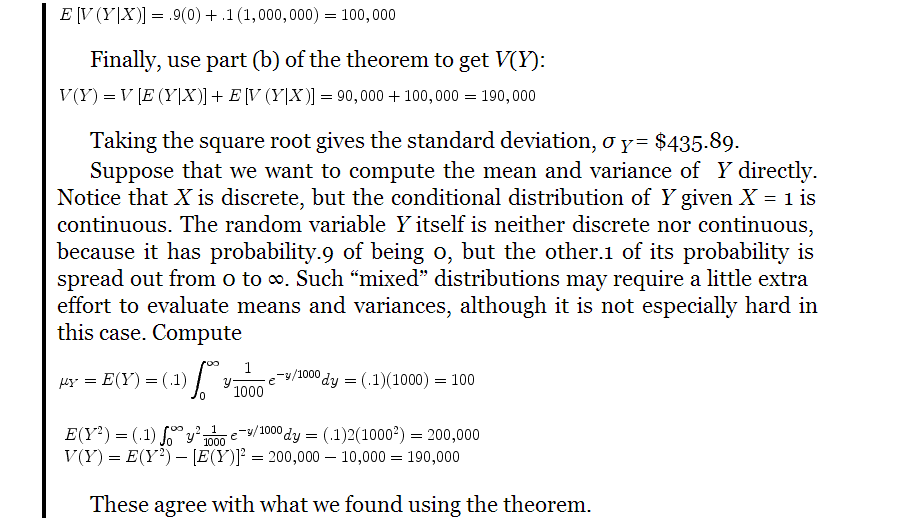 E [V (Y|X)] = .9(0) + .1 (1,000,000) = 100,000
Finally, use part (b) of the theorem to get V(Y):
V(Y) = V [E (Y|X)] + E [V (Y|X)] = 90,000 + 100,000 = 190,000
Taking the square root gives the standard deviation, σ Y= $435.89.
Suppose that we want to compute the mean and variance of Y directly.
Notice that X is discrete, but the conditional distribution of Y given X = 1 is
continuous. The random variable Y itself is neither discrete nor continuous,
because it has probability.9 of being 0, but the other.1 of its probability is
spread out from 0 to ∞. Such “mixed” distributions may require a little extra
effort to evaluate means and variances, although it is not especially hard in
this case. Compute
μY = E(Y) = (.1) ∫₀^∞ y 1/1000 e^−y/1000 dy = (.1)(1000) = 100
E(Y²) = (.1) ∫₀^∞ y² 1/1000 e^−y/1000 dy = (.1)2(1000²) = 200,000
V(Y) = E(Y²) − [E(Y)]² = 200,000 − 10,000 = 190,000
These agree with what we found using the theorem.